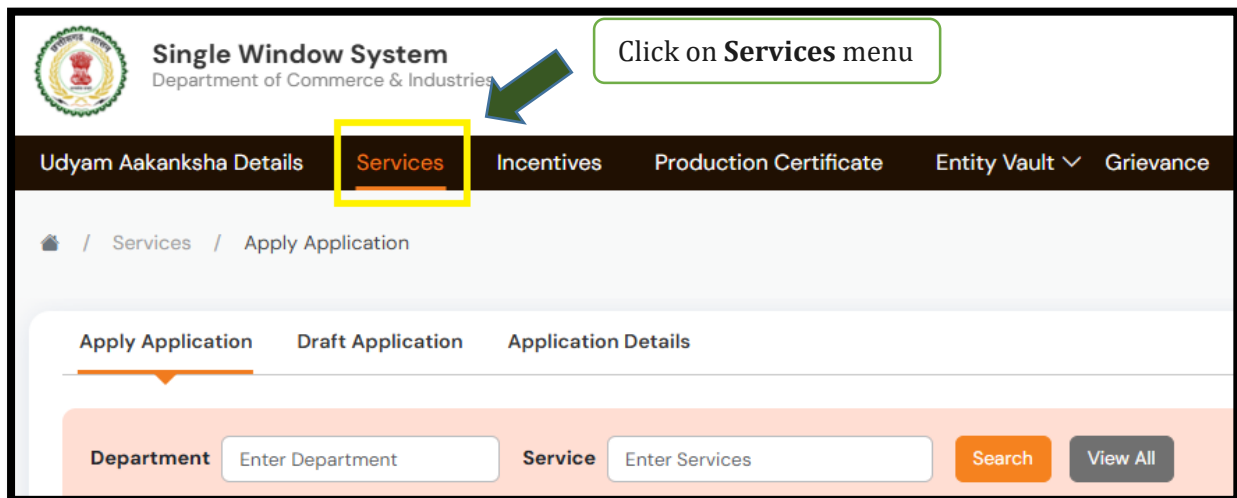 Single Window System
Department of Commerce & Industries
Click on Services menu
Udyam Aakanksha Details Services Incentives Production Certificate Entity Vault Grievance
/ Services / Apply Application
Apply Application Draft Application Application Details
Department Enter Department Service Enter Services Search View All